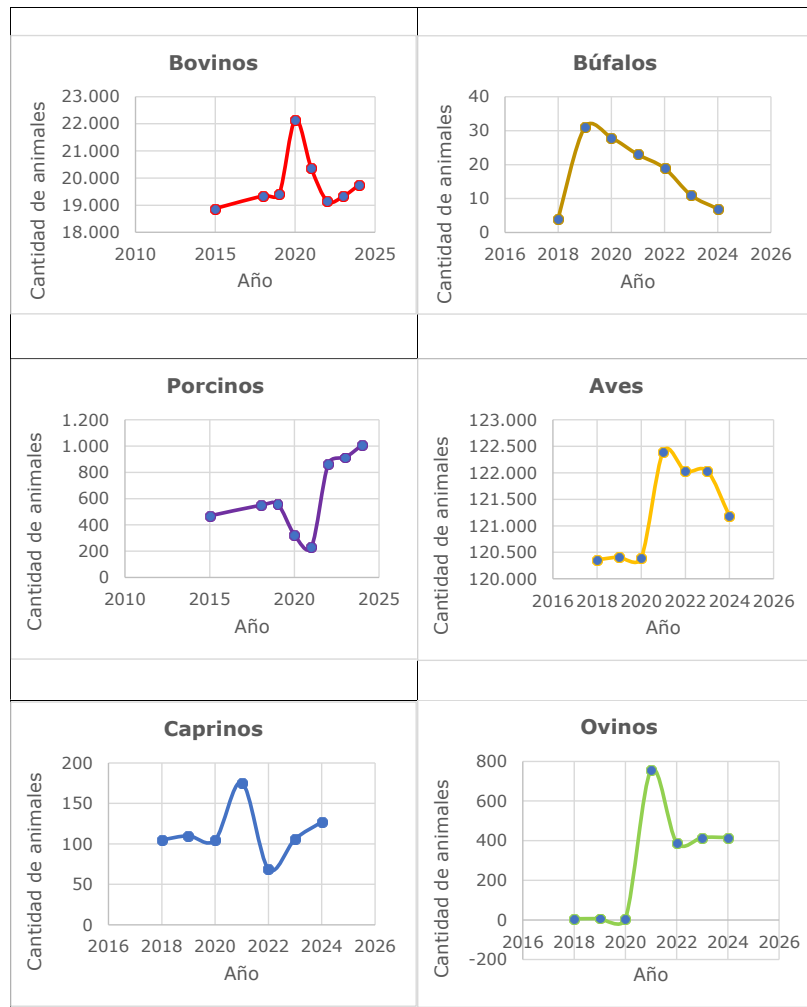 Bovinos
Cantidad de animales
23.000
22.000
21.000
20.000
19.000
18.000
2010 2015 2020 2025
Año
Búfalos
Cantidad de animales
40
30
20
10
0
2016 2018 2020 2022 2024 2026
Año
Porcinos
Cantidad de animales
1.200
1.000
800
600
400
200
0
2010 2015 2020 2025
Año
Aves
Cantidad de animales
123.000
122.500
122.000
121.500
121.000
120.500
120.000
2016 2018 2020 2022 2024 2026
Año
Caprinos
Cantidad de animales
200
150
100
50
0
2016 2018 2020 2022 2024 2026
Año
Ovinos
Cantidad de animales
800
600
400
200
0
-200
2016 2018 2020 2022 2024 2026
Año